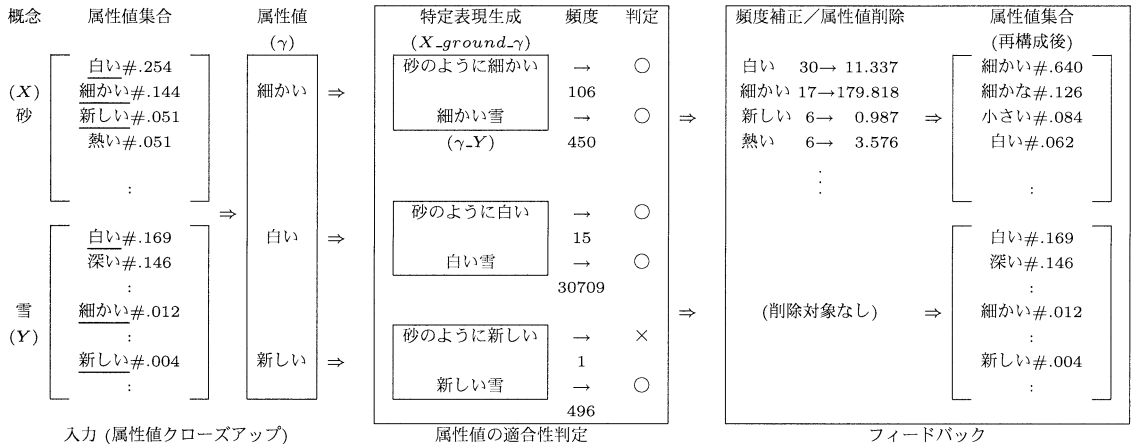 概念 属性値集合 属性値 特定表現生成 頻度 判定 頻度補正／属性値削除 属性値集合
(γ) (X_ground_γ) (再構成後)
白い#.254 砂のように細かい → ○ 白い 30→ 11.337 細かい#.640
(X) 細かい#.144 細かい ⇒ 106 細かい 17→179.818 細かな#.126
砂 新しい#.051 細かい雪 → ○ ⇒ 新しい 6→ 0.987 ⇒ 小さい#.084
熱い#.051 (γ_Y) 450 熱い 6→ 3.576 白い#.062
: ⋮ :
⇒ 砂のように白い → ○
白い#.169 白い ⇒ 15 白い#.169
深い#.146 白い雪 → ○ 深い#.146
: 30709 :
雪 細かい#.012 ⇒ (削除対象なし) ⇒ 細かい#.012
(Y) : 砂のように新しい → × :
新しい#.004 新しい ⇒ 1 新しい#.004
: 新しい雪 → ○ :
496
入力 (属性値クローズアップ) 属性値の適合性判定 フィードバック